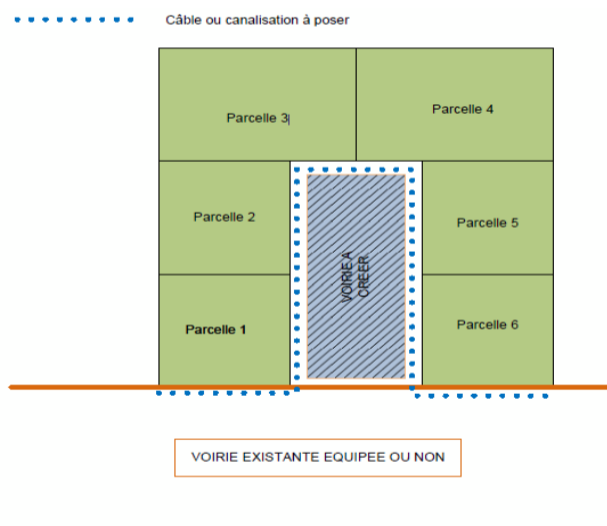 Câble ou canalisation à poser
Parcelle 3
Parcelle 4
Parcelle 2
Parcelle 5
VOIRIE A
CREER
Parcelle 1
Parcelle 6
VOIRIE EXISTANTE EQUIPEE OU NON